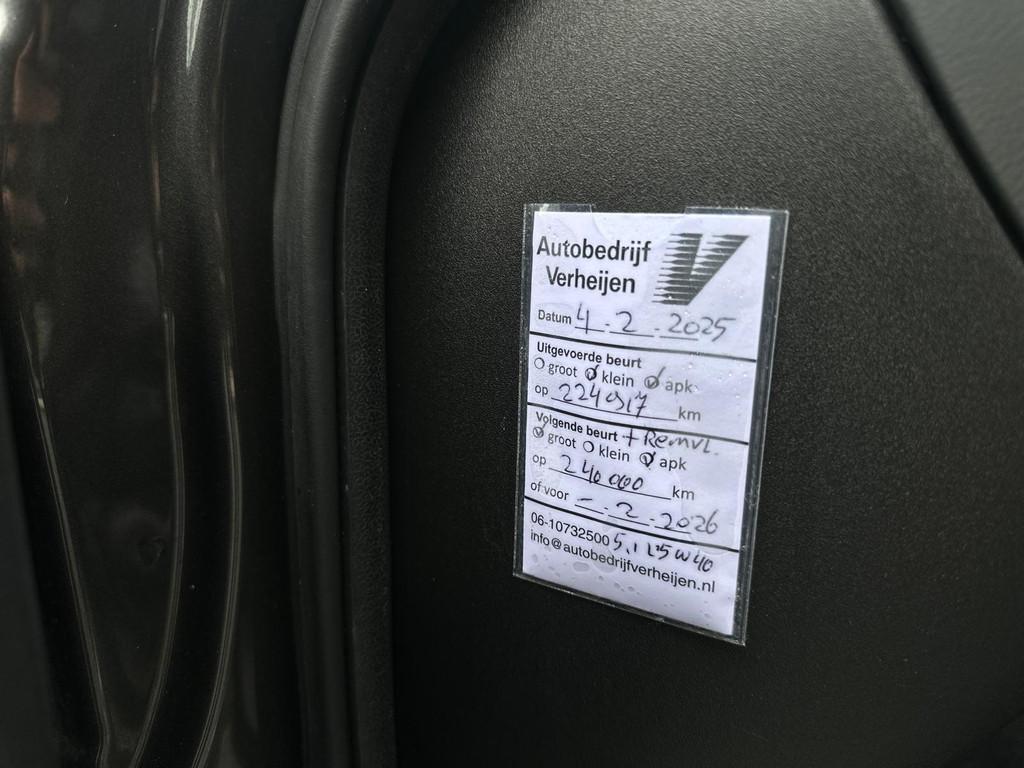 Autobedrijf
Verheijen
V
Datum 4 - 2 - 2025
Uitgevoerde beurt
groot klein apk
op 224917 km
Volgende beurt + Remvl.
groot klein apk
op 240000 km
of voor - - 2 - 2026
06-10732500 5,1 L 5W40
info@autobedrijfverheijen.nl